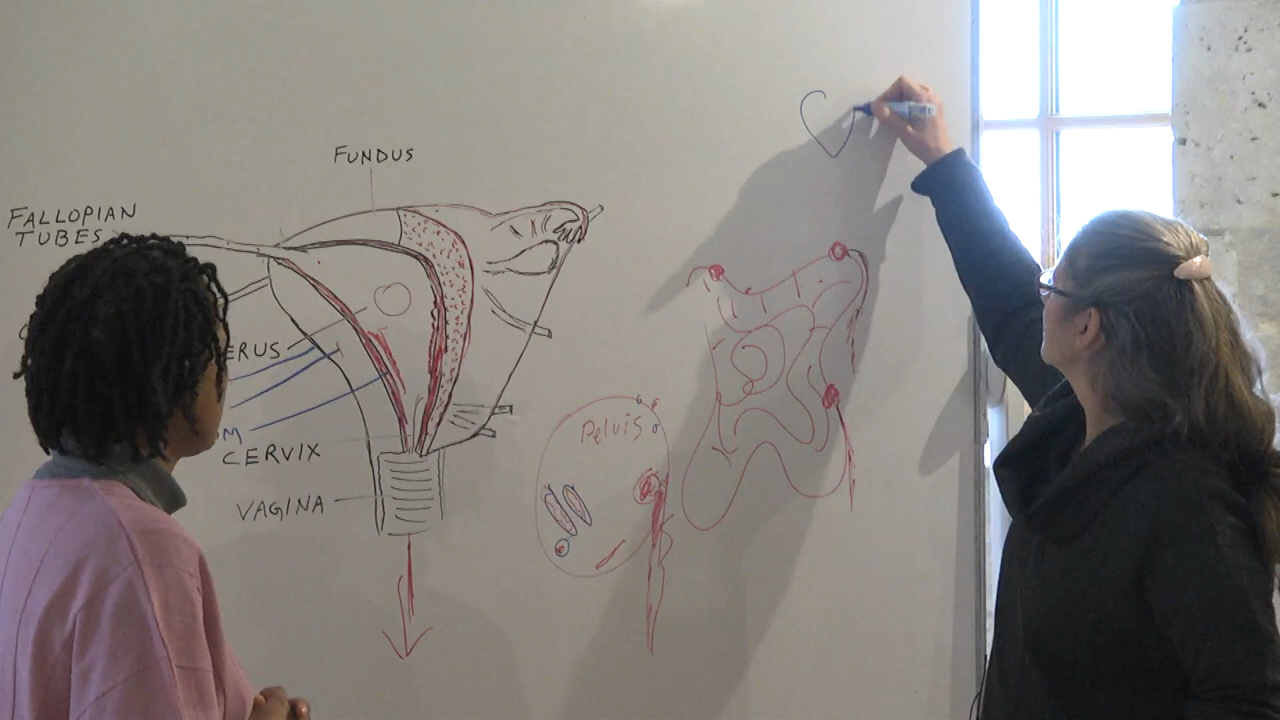 FUNDUS
FALLOPIAN
TUBES
ERUS
M
CERVIX
VAGINA
Pelvis